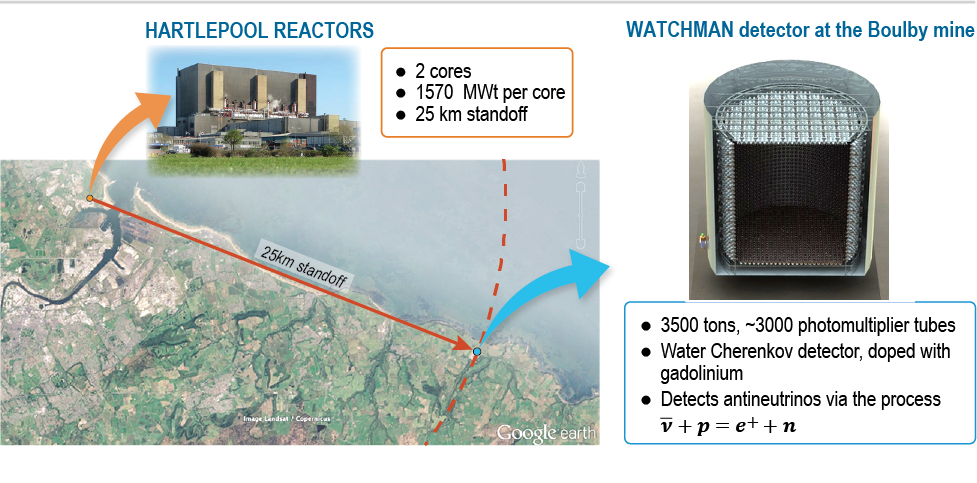 HARTLEPOOL REACTORS
WATCHMAN detector at the Boulby mine
• 2 cores
• 1570 MWt per core
• 25 km standoff
25km standoff
Image Landsat / Copernicus
Google earth
• 3500 tons, ~3000 photomultiplier tubes
• Water Cherenkov detector, doped with
gadolinium
• Detects antineutrinos via the process
ν̅ + p = e⁺ + n